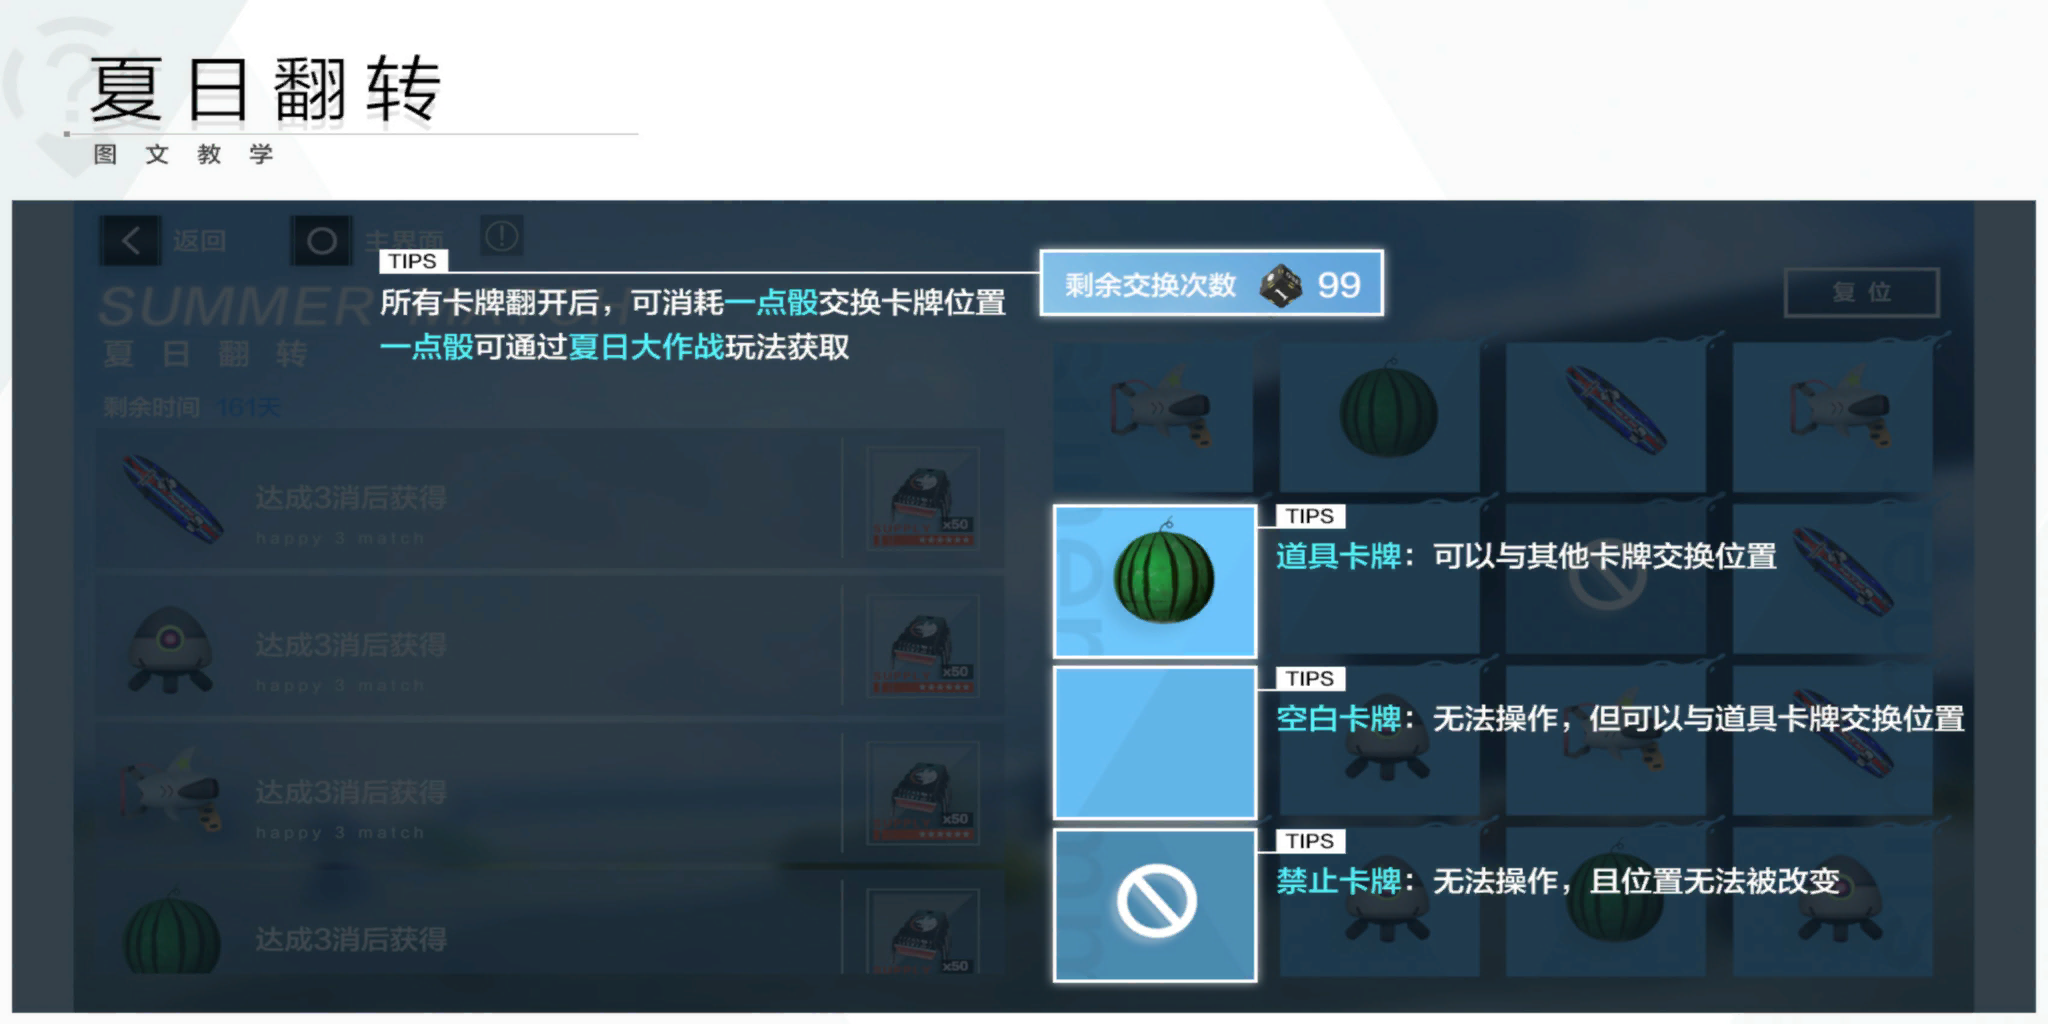 夏日翻转
图文教学
返回
主界面
TIPS
所有卡牌翻开后，可消耗一点骰交换卡牌位置
一点骰可通过夏日大作战玩法获取
剩余交换次数 99
复位
SUMMER
夏日翻转
剩余时间 161天
达成3消后获得
happy 3 match
SUPPLY x50
达成3消后获得
happy 3 match
SUPPLY x50
达成3消后获得
happy 3 match
SUPPLY x50
达成3消后获得
SUPPLY x50
TIPS
道具卡牌：可以与其他卡牌交换位置
TIPS
空白卡牌：无法操作，但可以与道具卡牌交换位置
TIPS
禁止卡牌：无法操作，且位置无法被改变